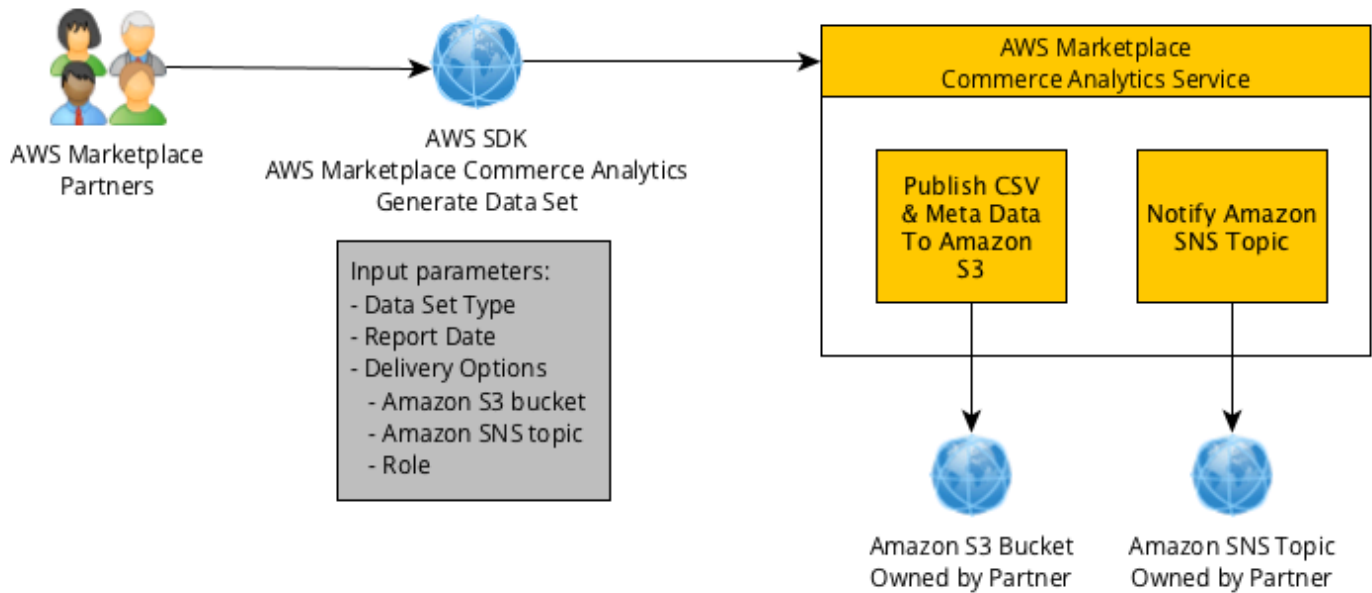 AWS Marketplace
Partners
AWS SDK
AWS Marketplace Commerce Analytics
Generate Data Set
Input parameters:
- Data Set Type
- Report Date
- Delivery Options
- Amazon S3 bucket
- Amazon SNS topic
- Role
AWS Marketplace
Commerce Analytics Service
Publish CSV
& Meta Data
To Amazon
S3
Notify Amazon
SNS Topic
Amazon S3 Bucket
Owned by Partner
Amazon SNS Topic
Owned by Partner